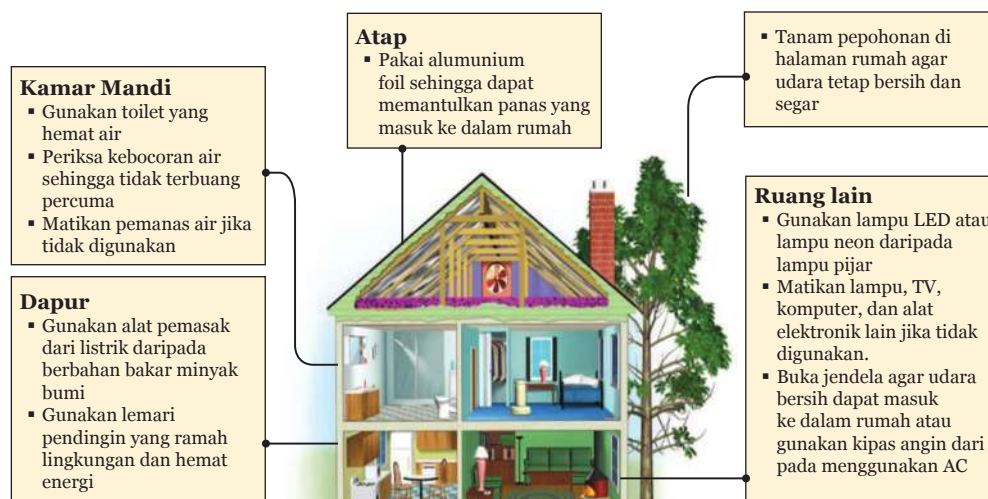 Kamar Mandi
▪ Gunakan toilet yang
hemat air
▪ Periksa kebocoran air
sehingga tidak terbuang
percuma
▪ Matikan pemanas air jika
tidak digunakan
Dapur
▪ Gunakan alat pemasak
dari listrik daripada
berbahan bakar minyak
bumi
▪ Gunakan lemari
pendingin yang ramah
lingkungan dan hemat
energi
Atap
▪ Pakai alumunium
foil sehingga dapat
memantulkan panas yang
masuk ke dalam rumah
▪ Tanam pepohonan di
halaman rumah agar
udara tetap bersih dan
segar
Ruang lain
▪ Gunakan lampu LED atau
lampu neon daripada
lampu pijar
▪ Matikan lampu, TV,
komputer, dan alat
elektronik lain jika tidak
digunakan.
▪ Buka jendela agar udara
bersih dapat masuk
ke dalam rumah atau
gunakan kipas angin dari
pada menggunakan AC